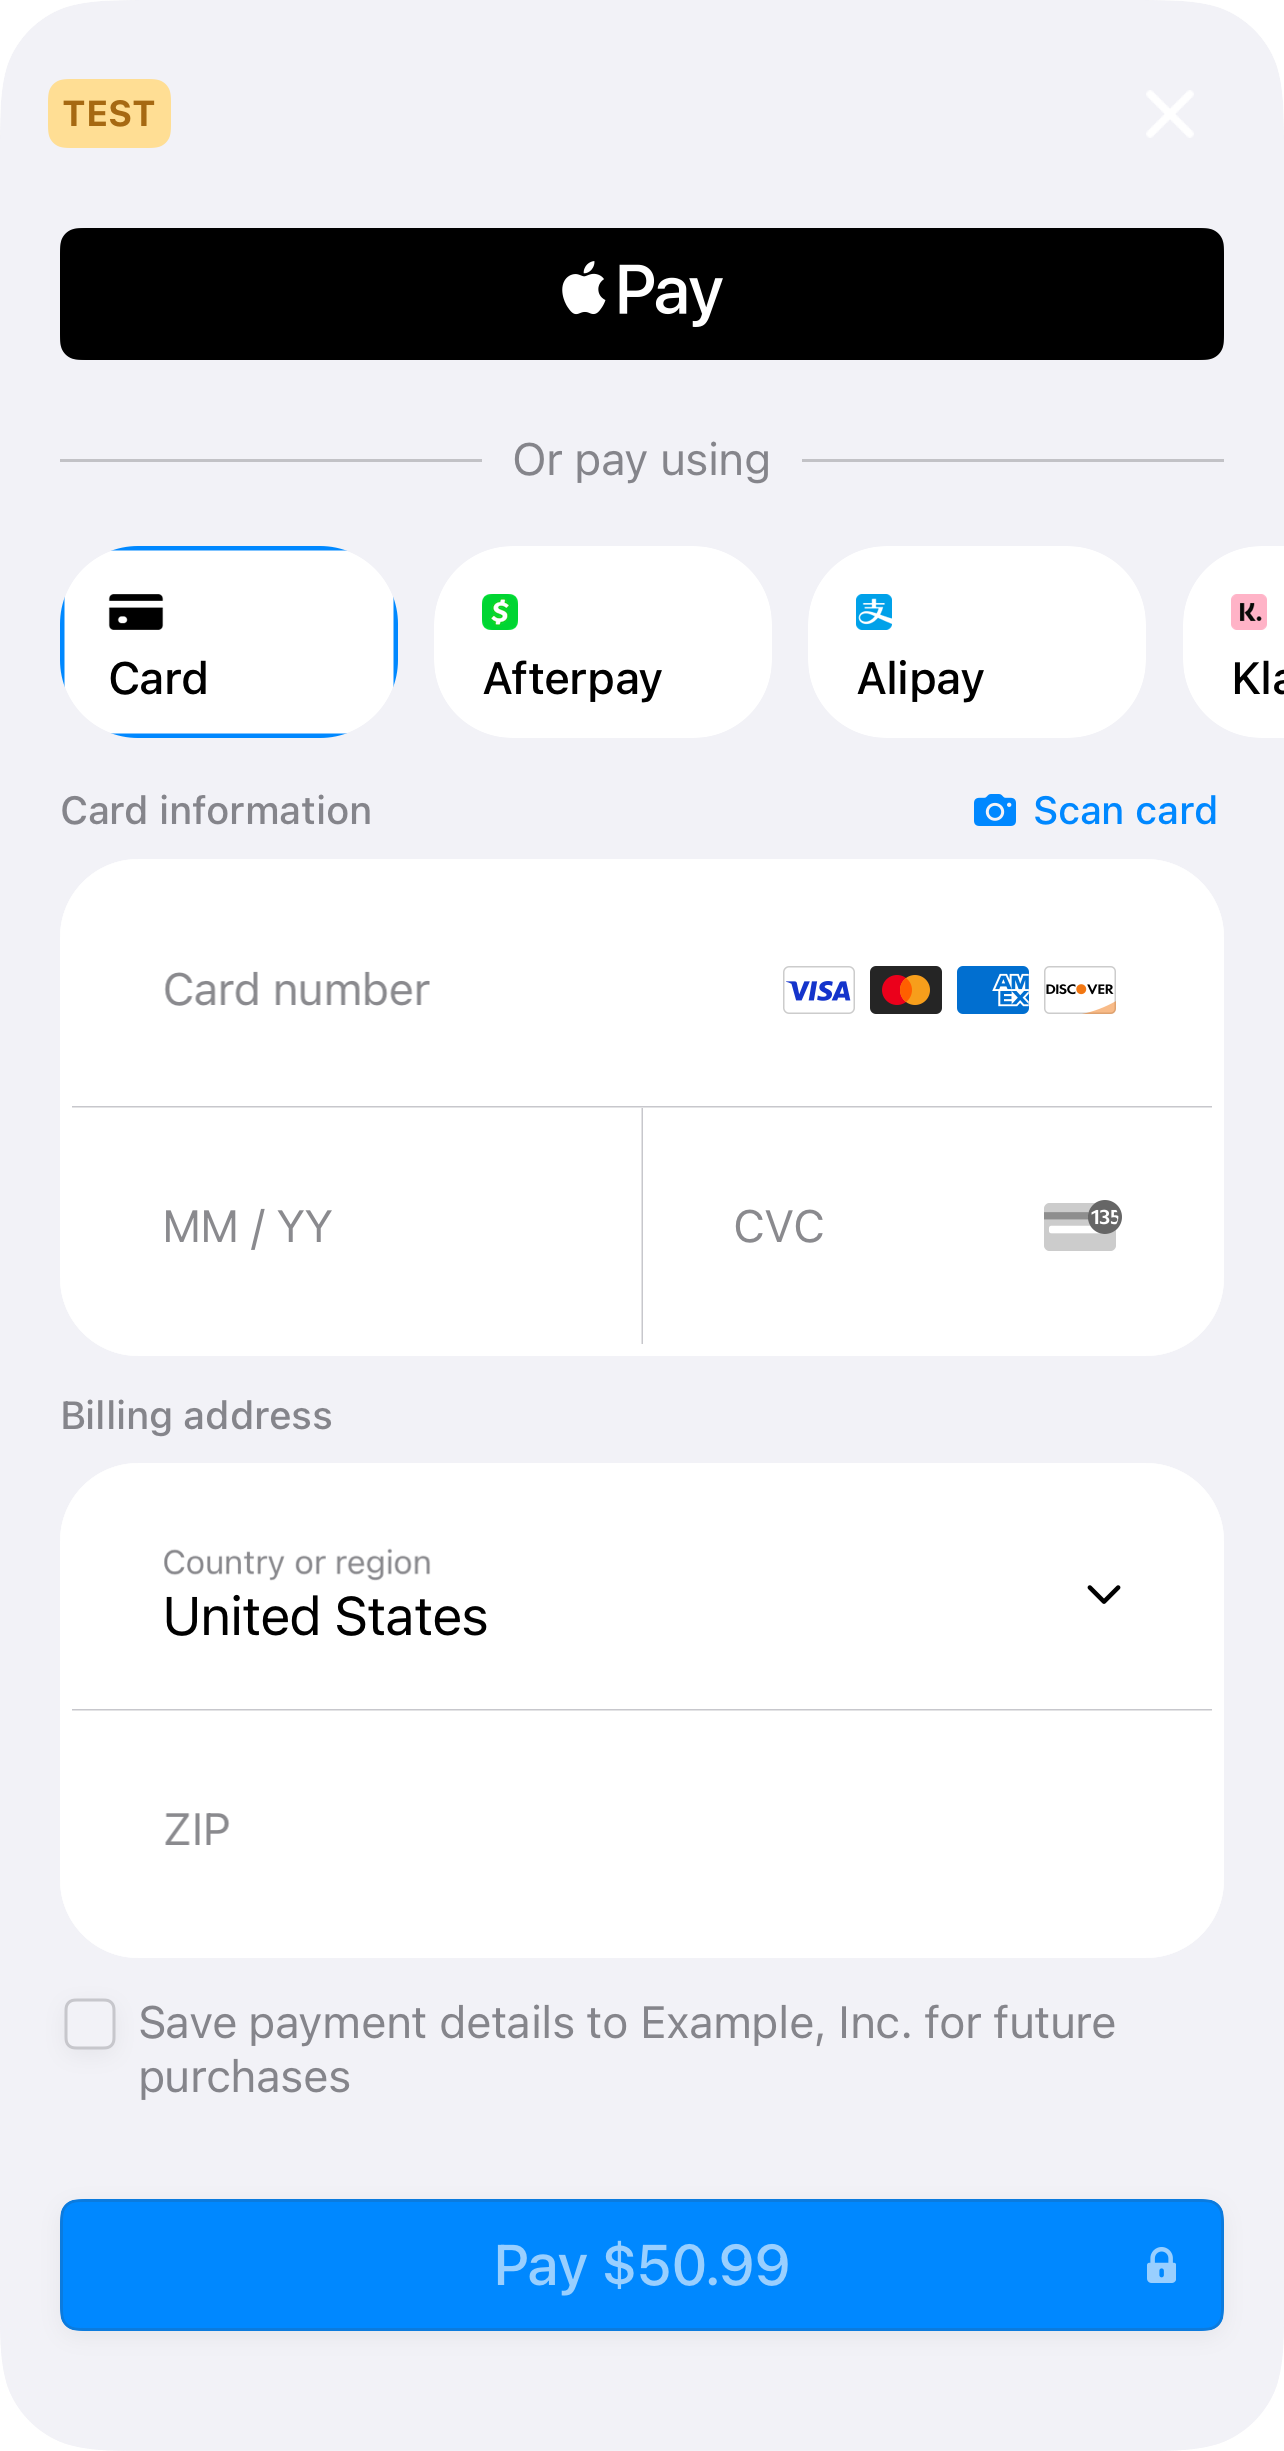 TEST
Pay
Or pay using
Card
Afterpay
Alipay
Kla
Card information
Scan card
Card number
VISA
AM
EX
DISCOVER
MM / YY
CVC
135
Billing address
Country or region
United States
ZIP
Save payment details to Example, Inc. for future
purchases
Pay $50.99